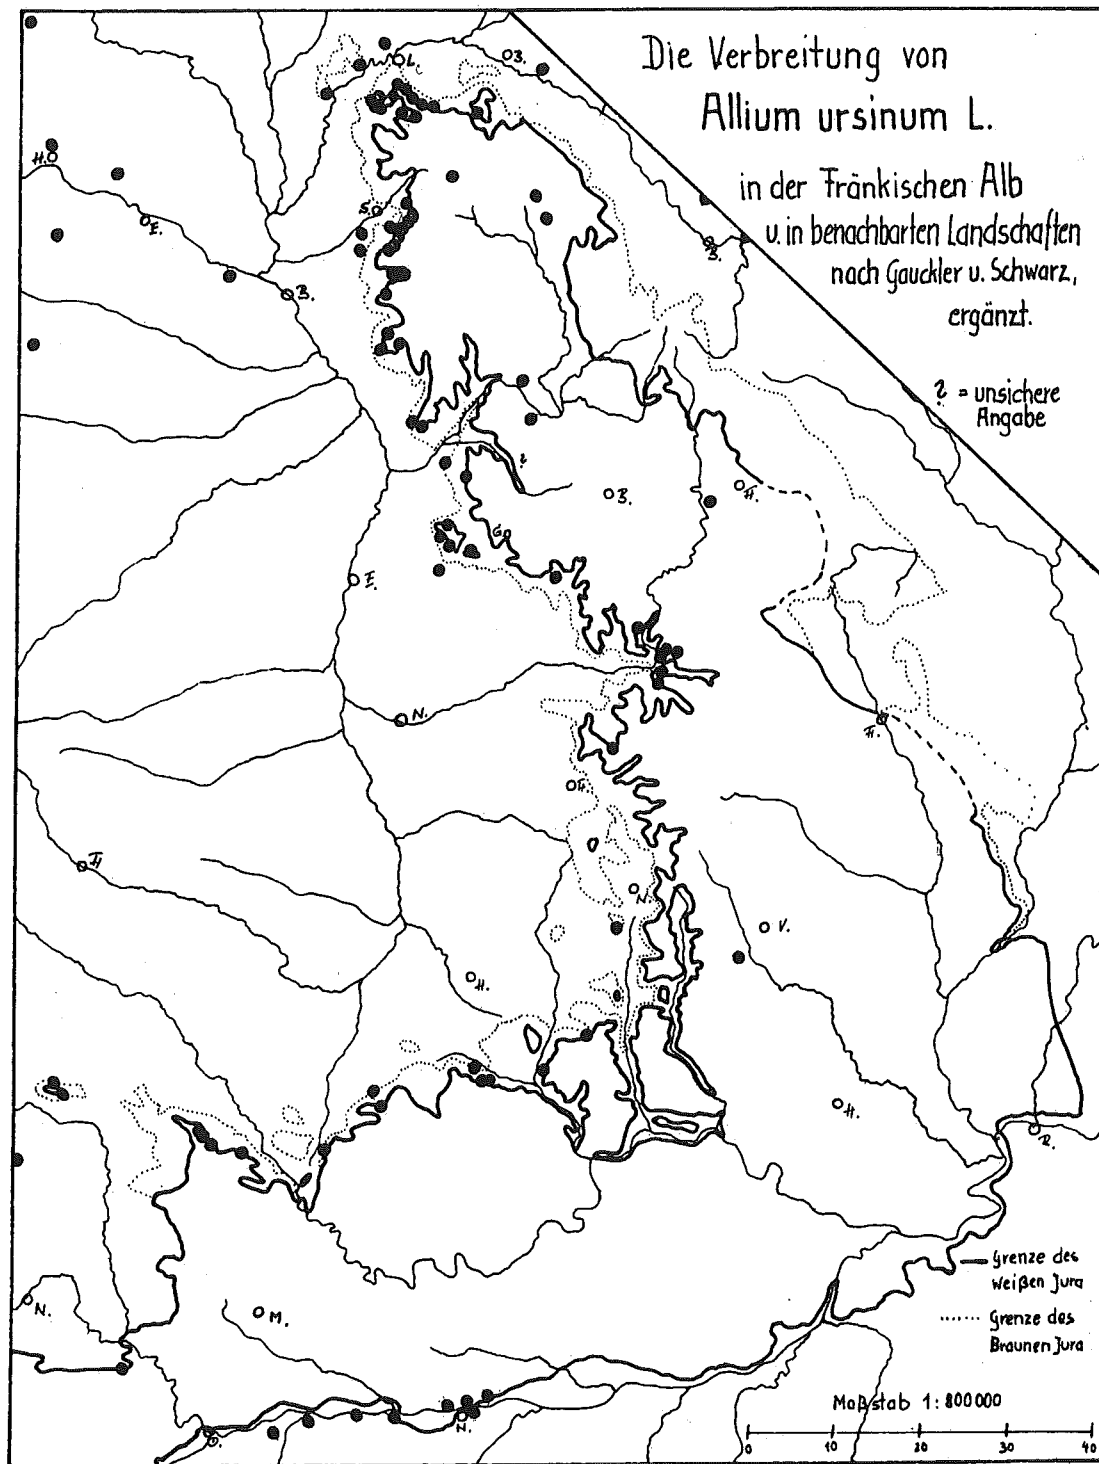 Die Verbreitung von
Allium ursinum L.
in der Fränkischen Alb
u. in benachbarten Landschaften
nach Gauckler u. Schwarz,
ergänzt.
? = unsichere
Angabe
L.
B.
H.
E.
S.
B.
B.
?
B.
G.
E.
N.
N.
V.
H.
H.
R.
N.
M.
D.
N.
Grenze des
Weißen Jura
Grenze des
Braunen Jura
Maßstab 1:800000
0 10 20 30 40